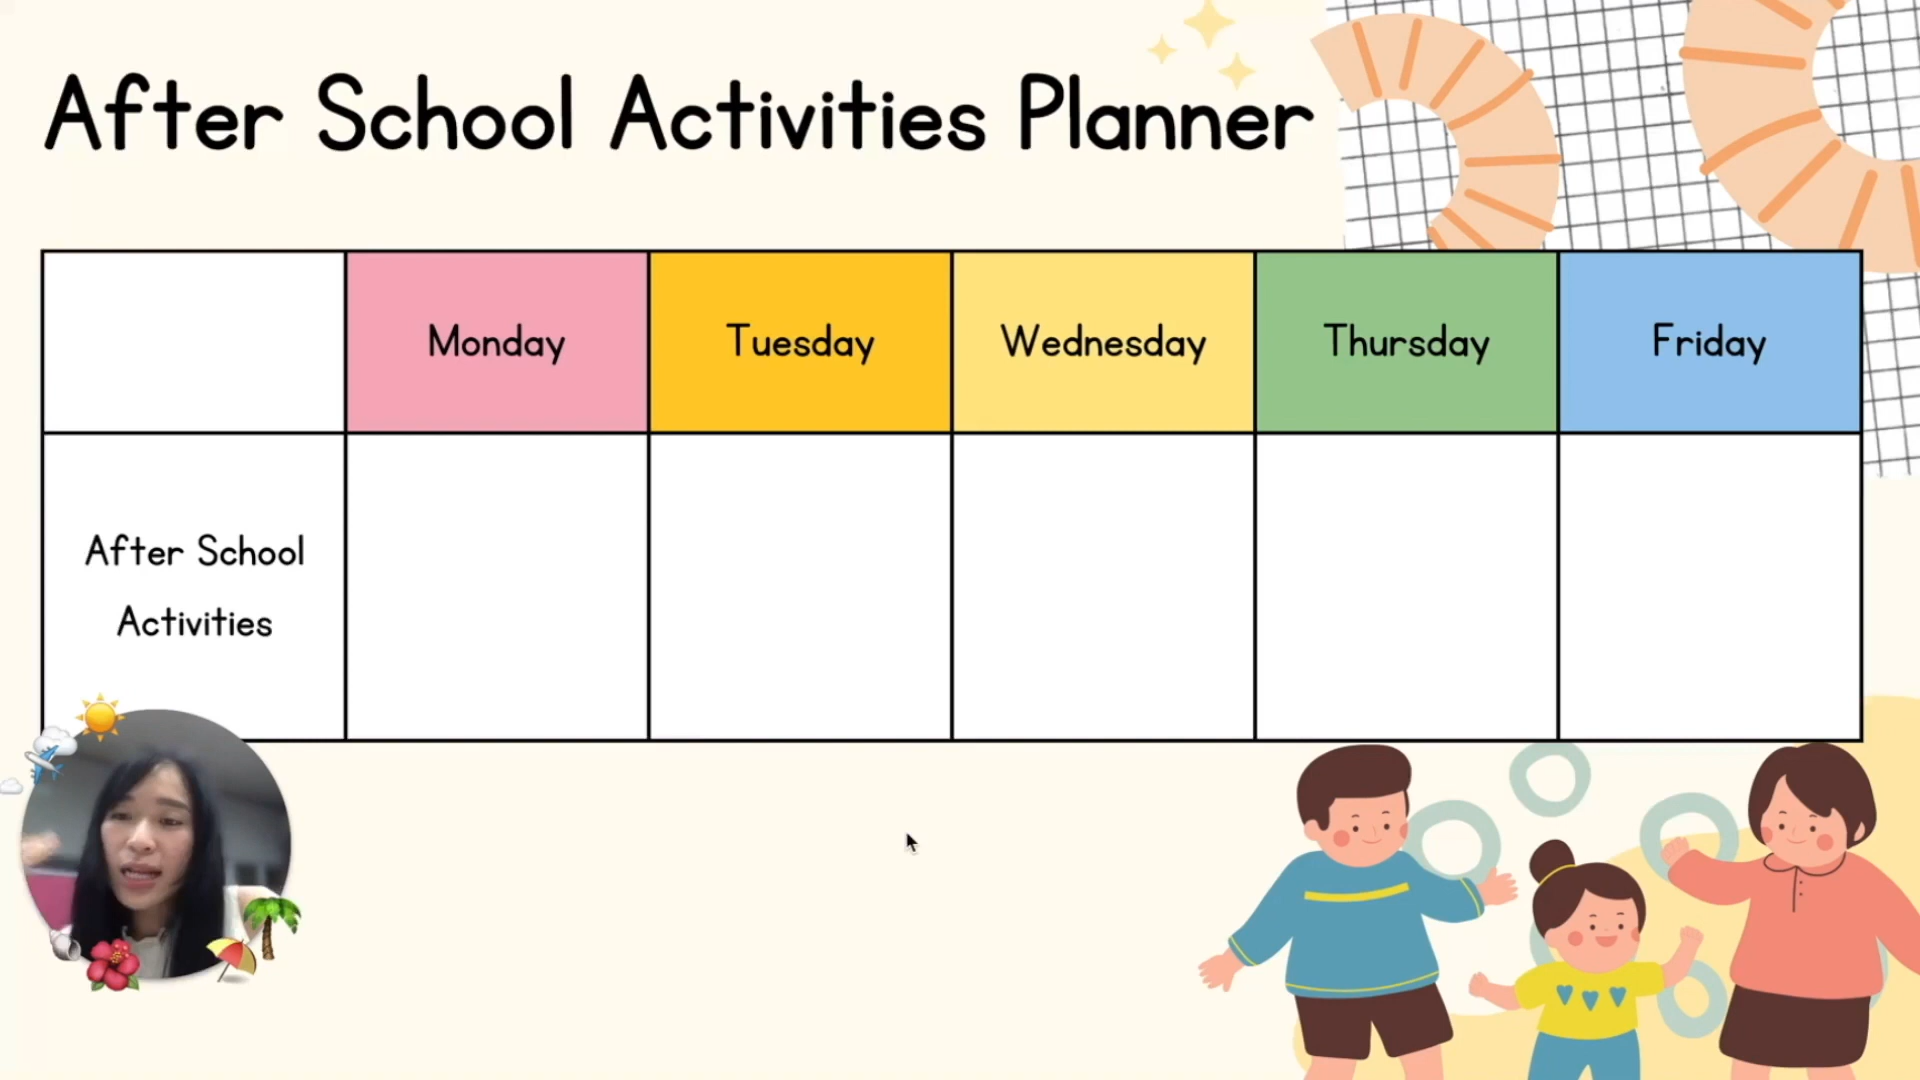 After School Activities Planner
Monday
Tuesday
Wednesday
Thursday
Friday
After School
Activities